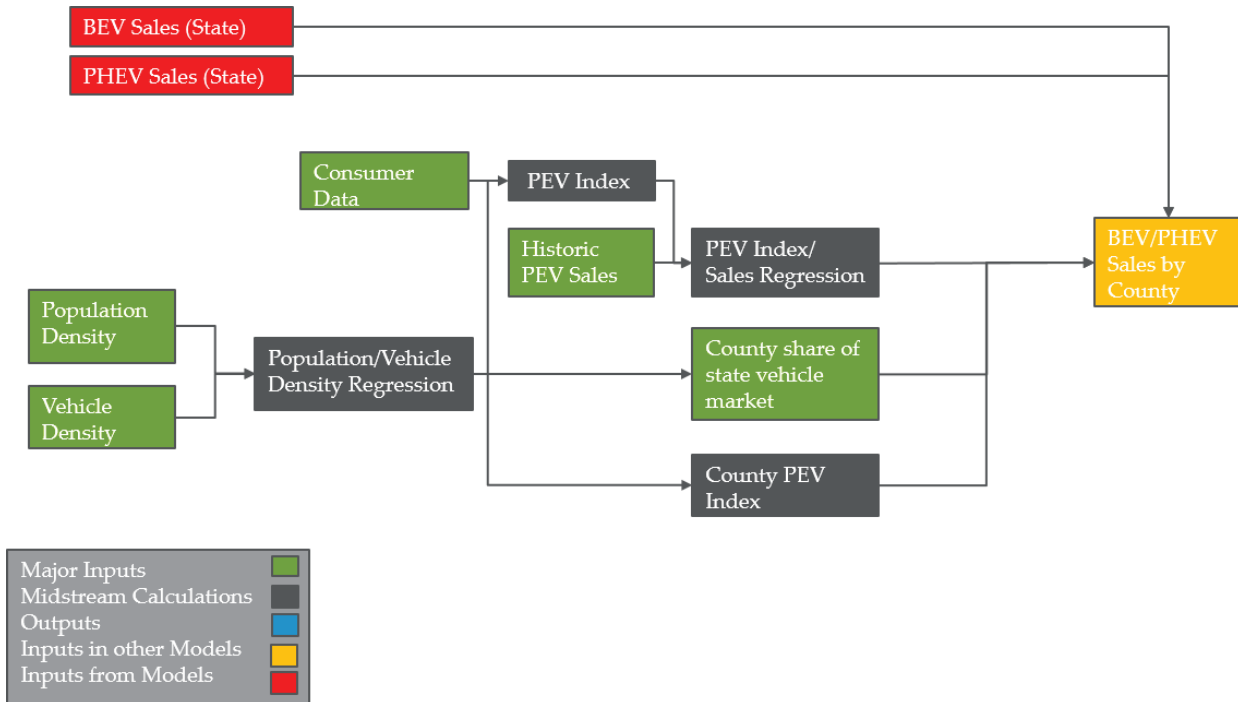 BEV Sales (State)
PHEV Sales (State)
Consumer
Data
PEV Index
Historic
PEV Sales
PEV Index/
Sales Regression
BEV/PHEV
Sales by
County
Population
Density
Vehicle
Density
Population/Vehicle
Density Regression
County share of
state vehicle
market
County PEV
Index
Major Inputs
Midstream Calculations
Outputs
Inputs in other Models
Inputs from Models